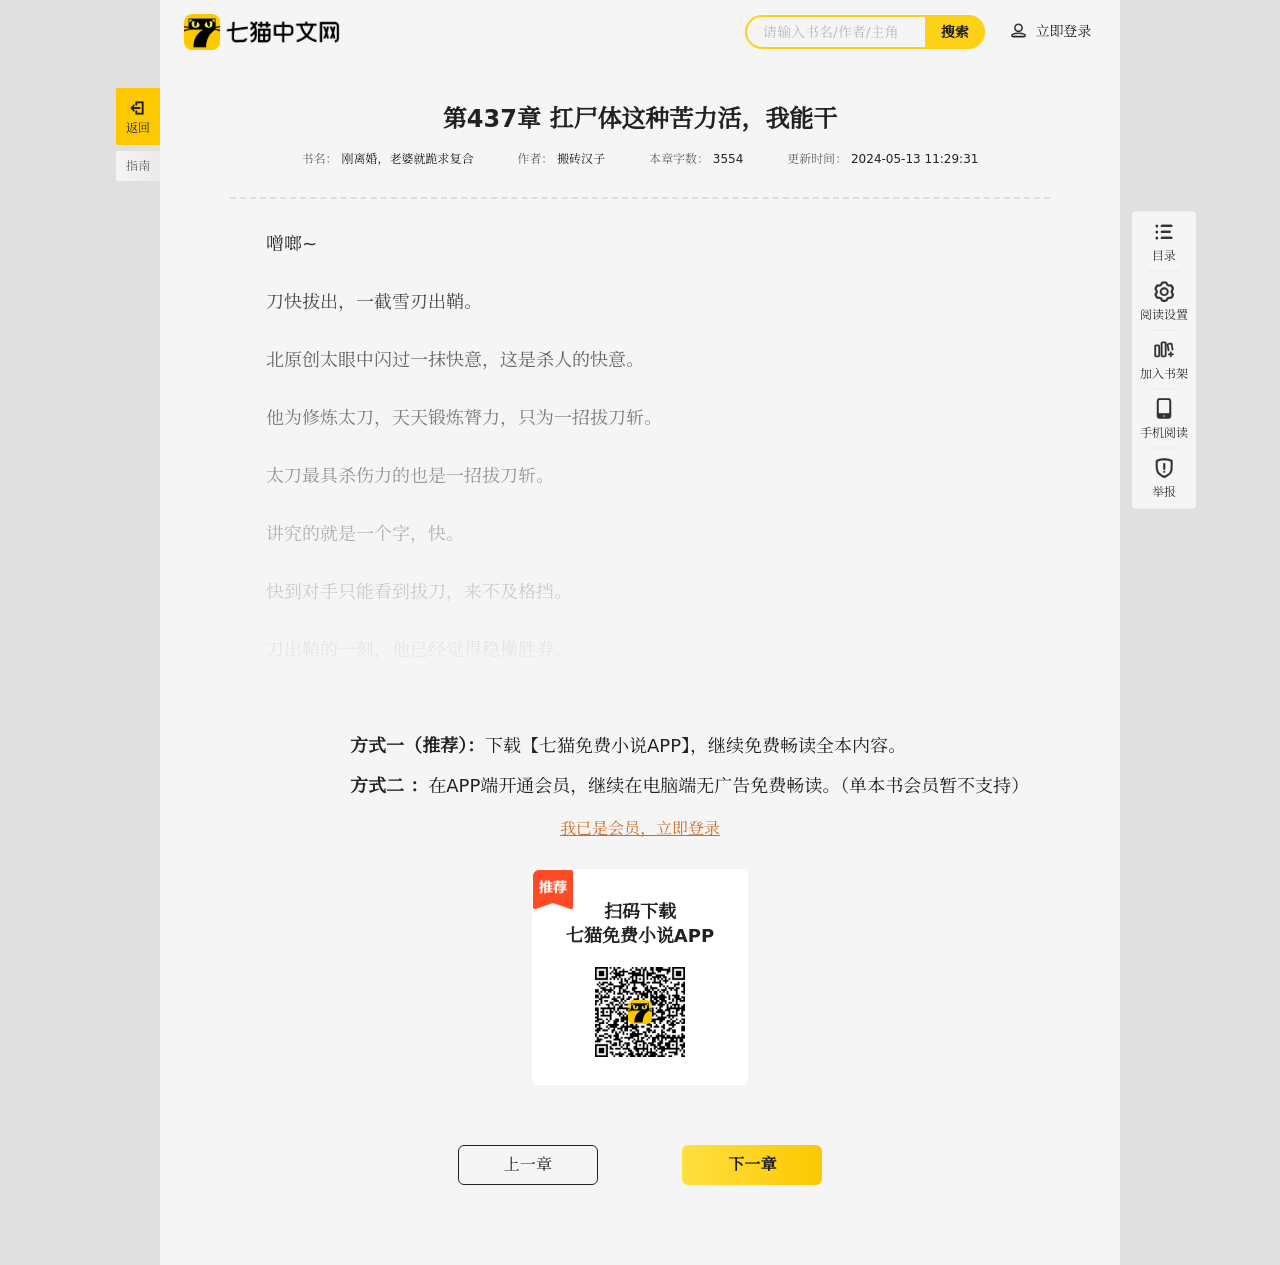 七猫中文网
请输入书名/作者/主角
搜索
立即登录
返回
指南
第437章 扛尸体这种苦力活，我能干
书名： 刚离婚，老婆就跪求复合 作者： 搬砖汉子 本章字数： 3554 更新时间： 2024-05-13 11:29:31
噌啷~
刀快拔出，一截雪刃出鞘。
北原创太眼中闪过一抹快意，这是杀人的快意。
他为修炼太刀，天天锻炼膂力，只为一招拔刀斩。
太刀最具杀伤力的也是一招拔刀斩。
讲究的就是一个字，快。
快到对手只能看到拔刀，来不及格挡。
刀出鞘的一刻，他已经觉得稳操胜券。
目录
阅读设置
加入书架
手机阅读
举报
方式一（推荐）：下载【七猫免费小说APP】，继续免费畅读全本内容。
方式二 ：在APP端开通会员，继续在电脑端无广告免费畅读。（单本书会员暂不支持）
我已是会员，立即登录
推荐
扫码下载
七猫免费小说APP
上一章
下一章